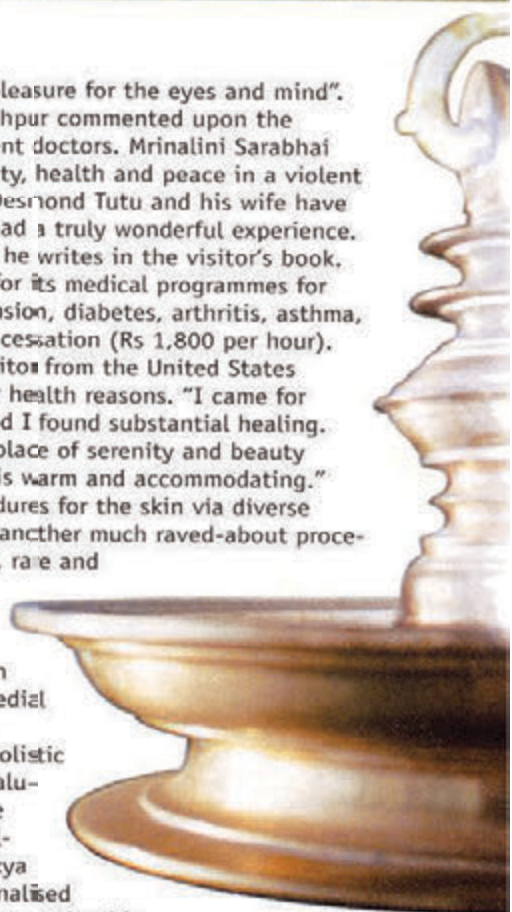 leasure for the eyes and mind”.
hpur commented upon the
nt doctors. Mrinalini Sarabhai
ty, health and peace in a violent
Desmond Tutu and his wife have
ad a truly wonderful experience.
he writes in the visitor’s book.
or its medical programmes for
nsion, diabetes, arthritis, asthma,
cessation (Rs 1,800 per hour).
itor from the United States
r health reasons. “I came for
d I found substantial healing.
place of serenity and beauty
is warm and accommodating.”
dures for the skin via diverse
another much raved-about proce-
rare and
n
edial
olistic
alu-
e
l-
tya
nalised